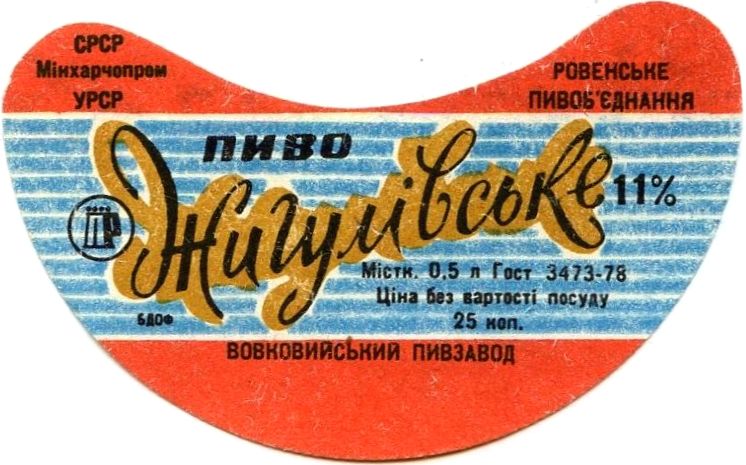 СРСР
Мінхарчопром
УРСР
РОВЕНСЬКЕ
ПИВОБ'ЄДНАННЯ
пиво
Жигулівське
11%
ПР
Містк. 0,5 л Гост 3473-78
Ціна без вартості посуду
25 коп.
БДОФ
ВОВКОВИЙСЬКИЙ ПИВЗАВОД